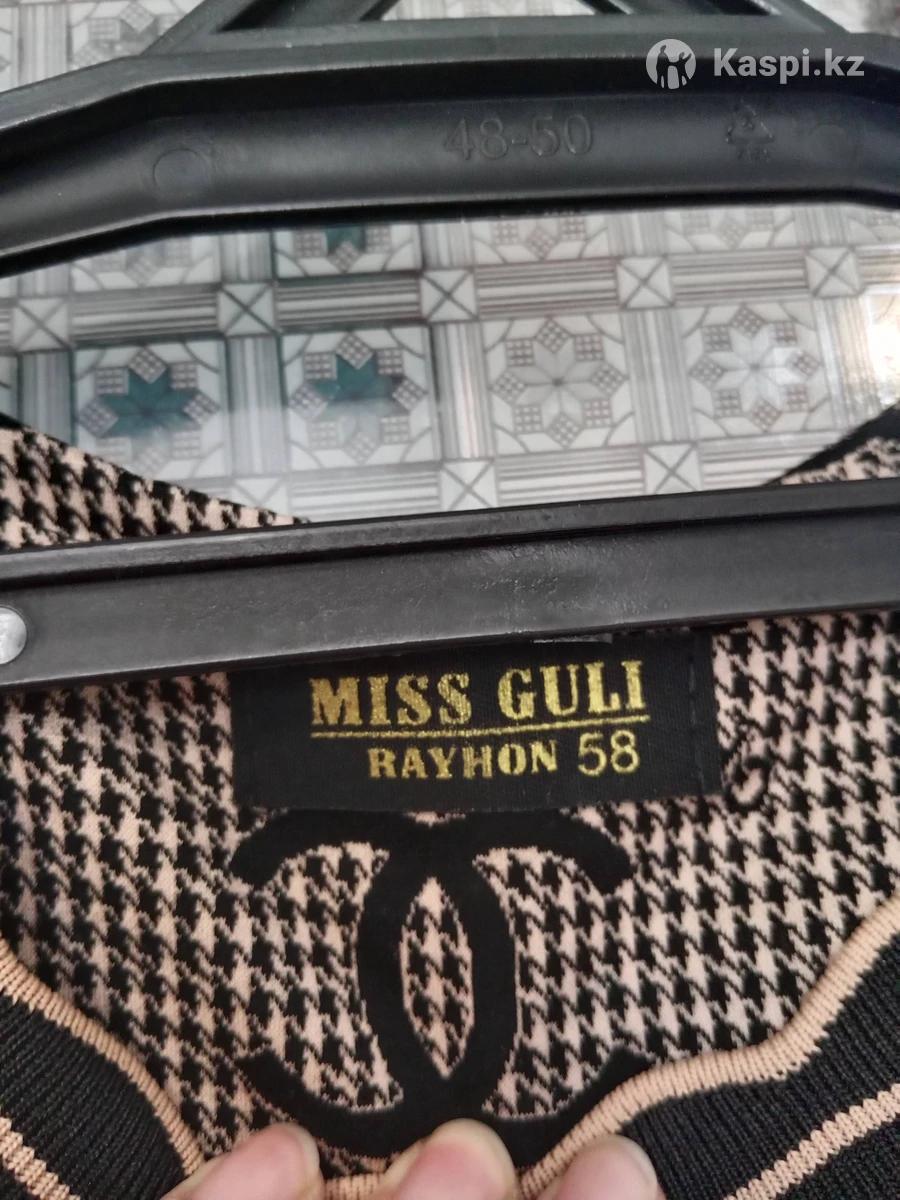 Kaspi.kz
48-50
MISS GULI
RAYHON 58